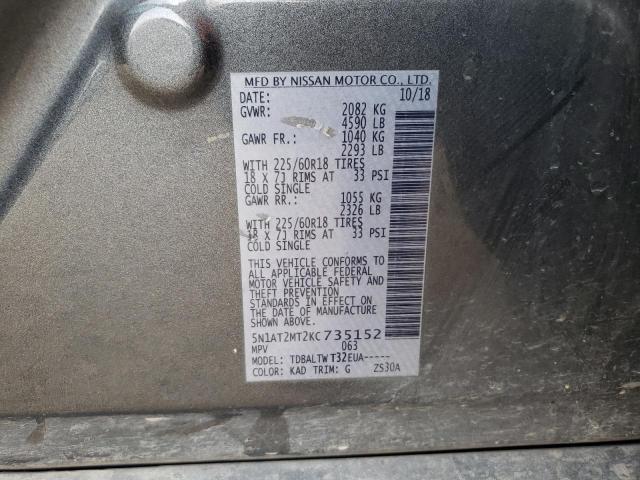 MFD BY NISSAN MOTOR CO., LTD.
DATE: 10/18
GVWR: 2082 KG
4590 LB
GAWR FR.: 1040 KG
2293 LB
WITH 225/60R18 TIRES
18 X 7J RIMS AT 33 PSI
COLD SINGLE
GAWR RR.: 1055 KG
2326 LB
WITH 225/60R18 TIRES
18 X 7J RIMS AT 33 PSI
COLD SINGLE
THIS VEHICLE CONFORMS TO
ALL APPLICABLE FEDERAL
MOTOR VEHICLE SAFETY AND
THEFT PREVENTION
STANDARDS IN EFFECT ON
THE DATE OF MANUFACTURE
SHOWN ABOVE.
5N1AT2MT2KC735152
MPV 063
MODEL: TDBALTWT32EUA-----
COLOR: KAD TRIM: G ZS30A